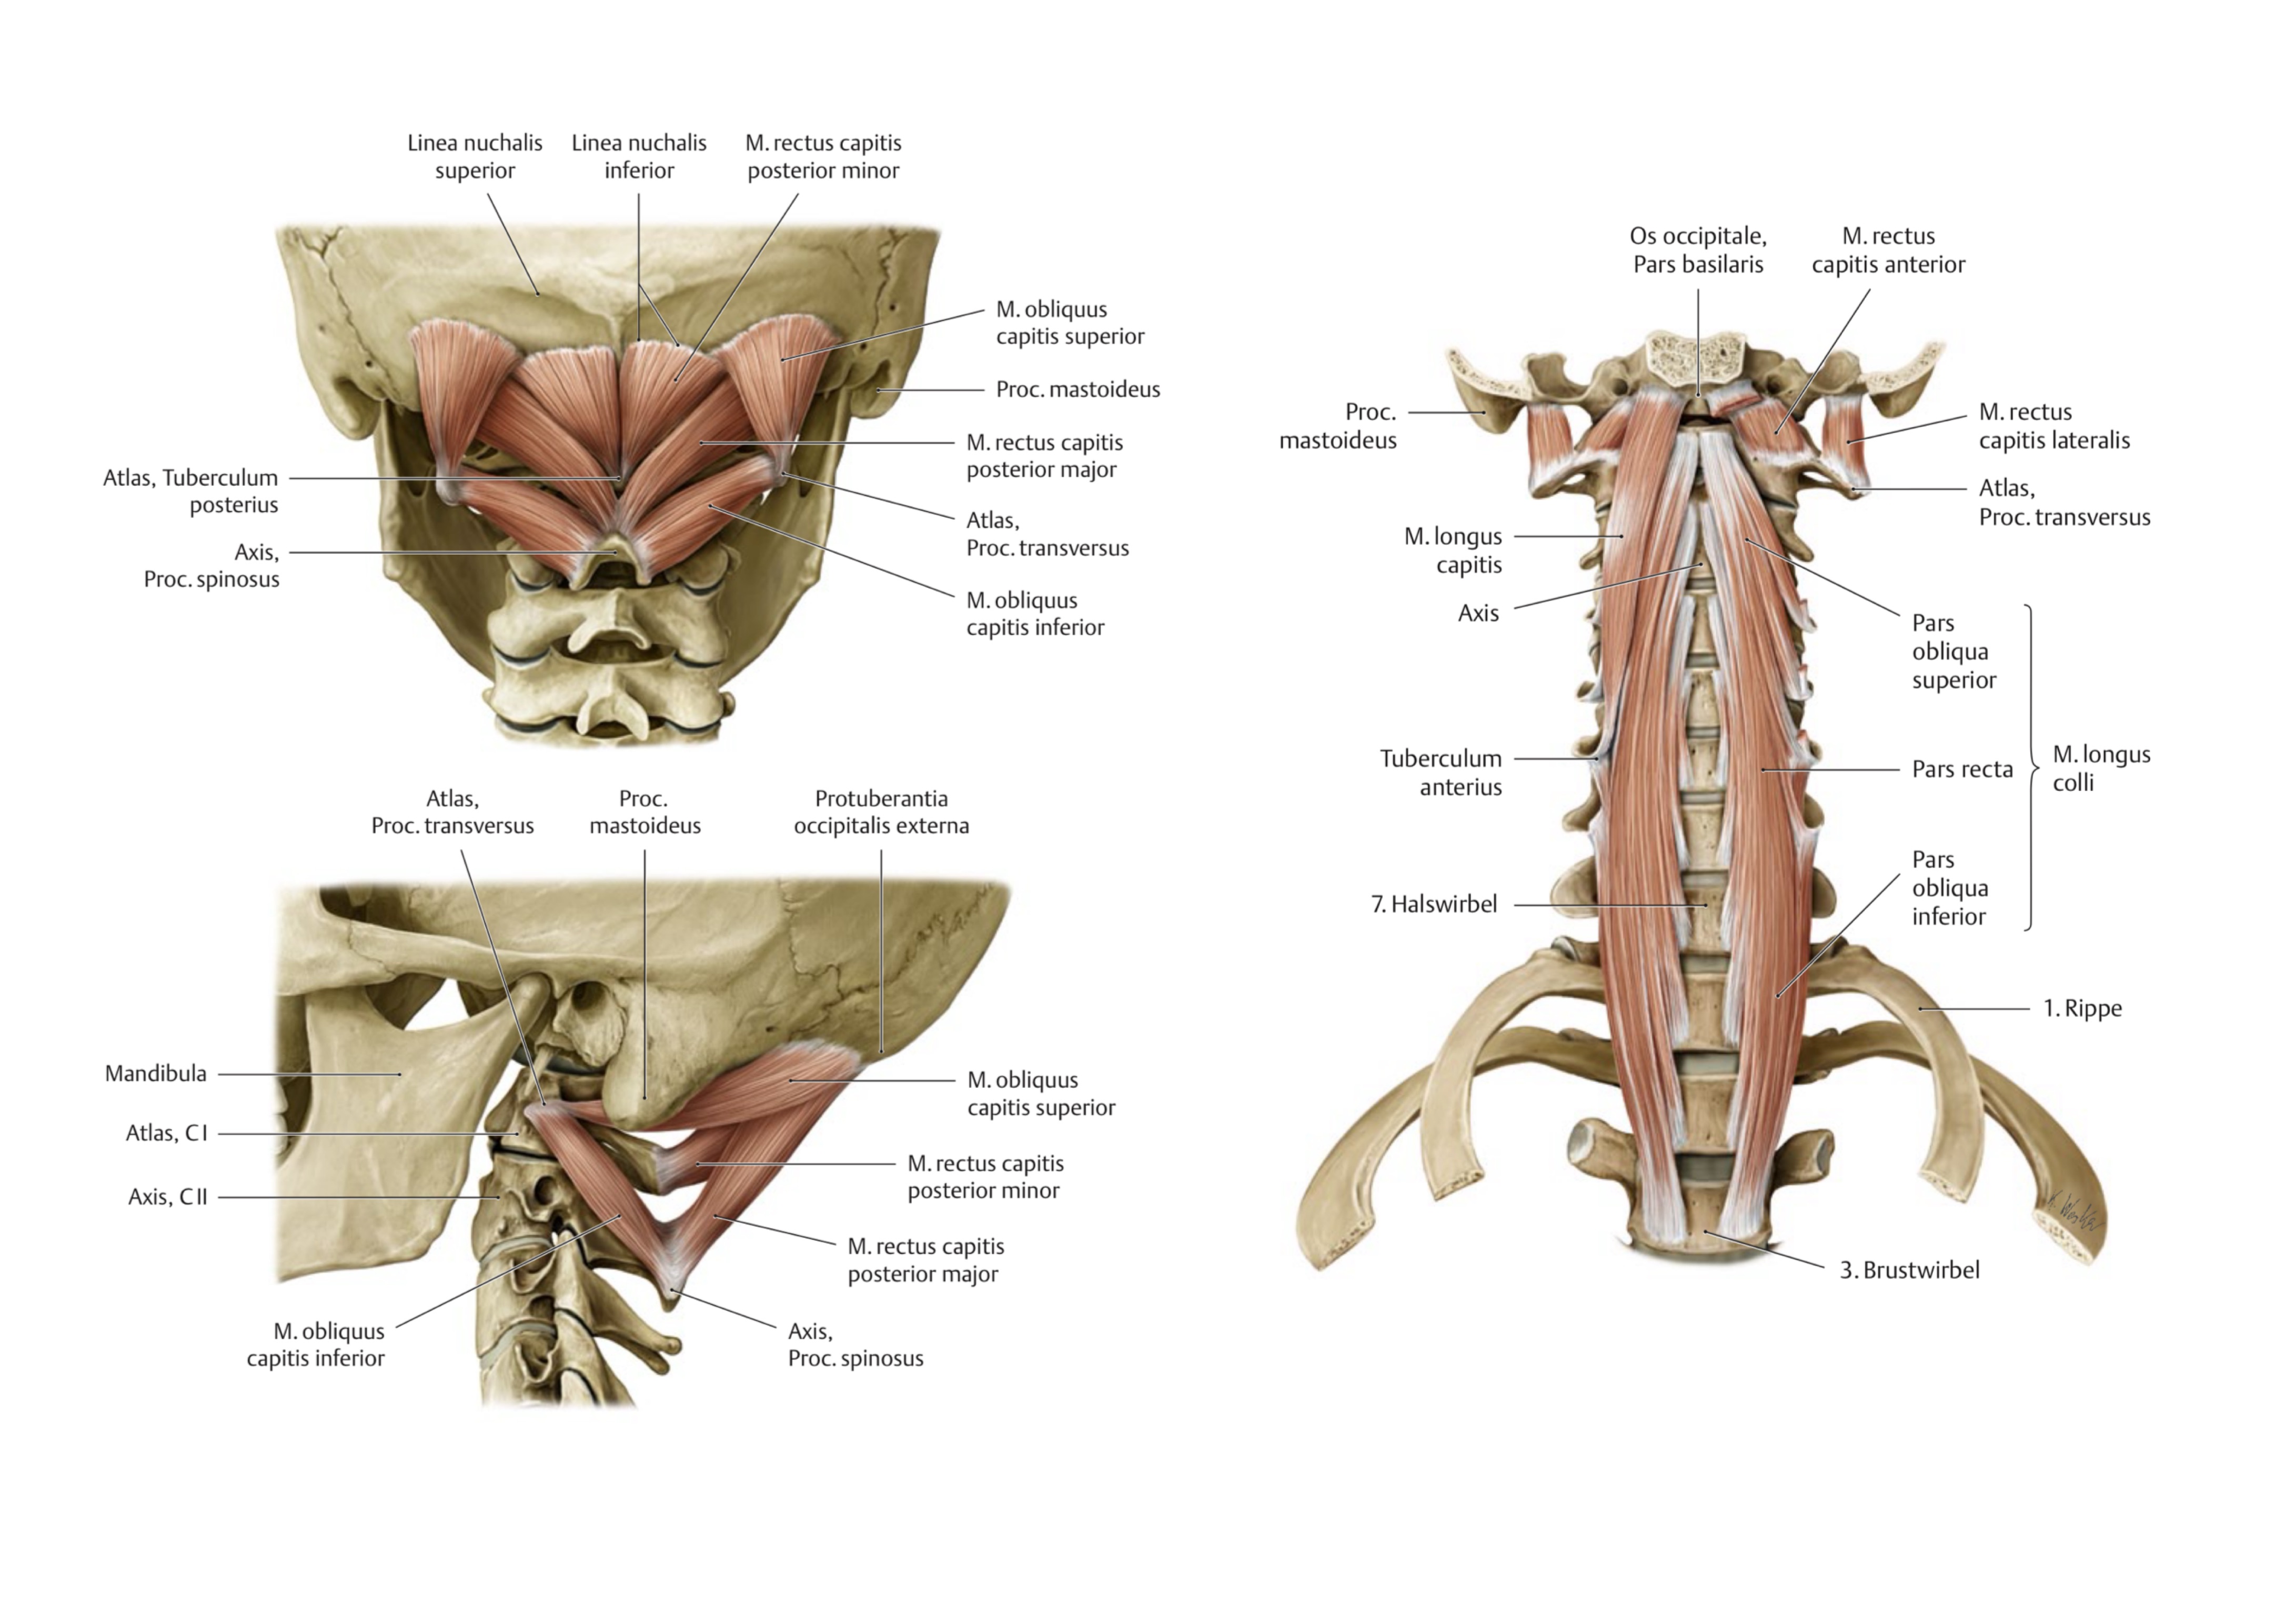 Linea nuchalis
superior
Linea nuchalis
inferior
M. rectus capitis
posterior minor
M. obliquus
capitis superior
Proc. mastoideus
M. rectus capitis
posterior major
Atlas, Tuberculum
posterius
Atlas,
Proc. transversus
Axis,
Proc. spinosus
M. obliquus
capitis inferior
Atlas,
Proc. transversus
Proc.
mastoideus
Protuberantia
occipitalis externa
Mandibula
Atlas, C I
Axis, C II
M. obliquus
capitis superior
M. rectus capitis
posterior minor
M. rectus capitis
posterior major
M. obliquus
capitis inferior
Axis,
Proc. spinosus
Os occipitale,
Pars basilaris
M. rectus
capitis anterior
Proc.
mastoideus
M. rectus
capitis lateralis
Atlas,
Proc. transversus
M. longus
capitis
Axis
Pars
obliqua
superior
Tuberculum
anterius
Pars recta
M. longus
colli
Pars
obliqua
inferior
7. Halswirbel
1. Rippe
3. Brustwirbel